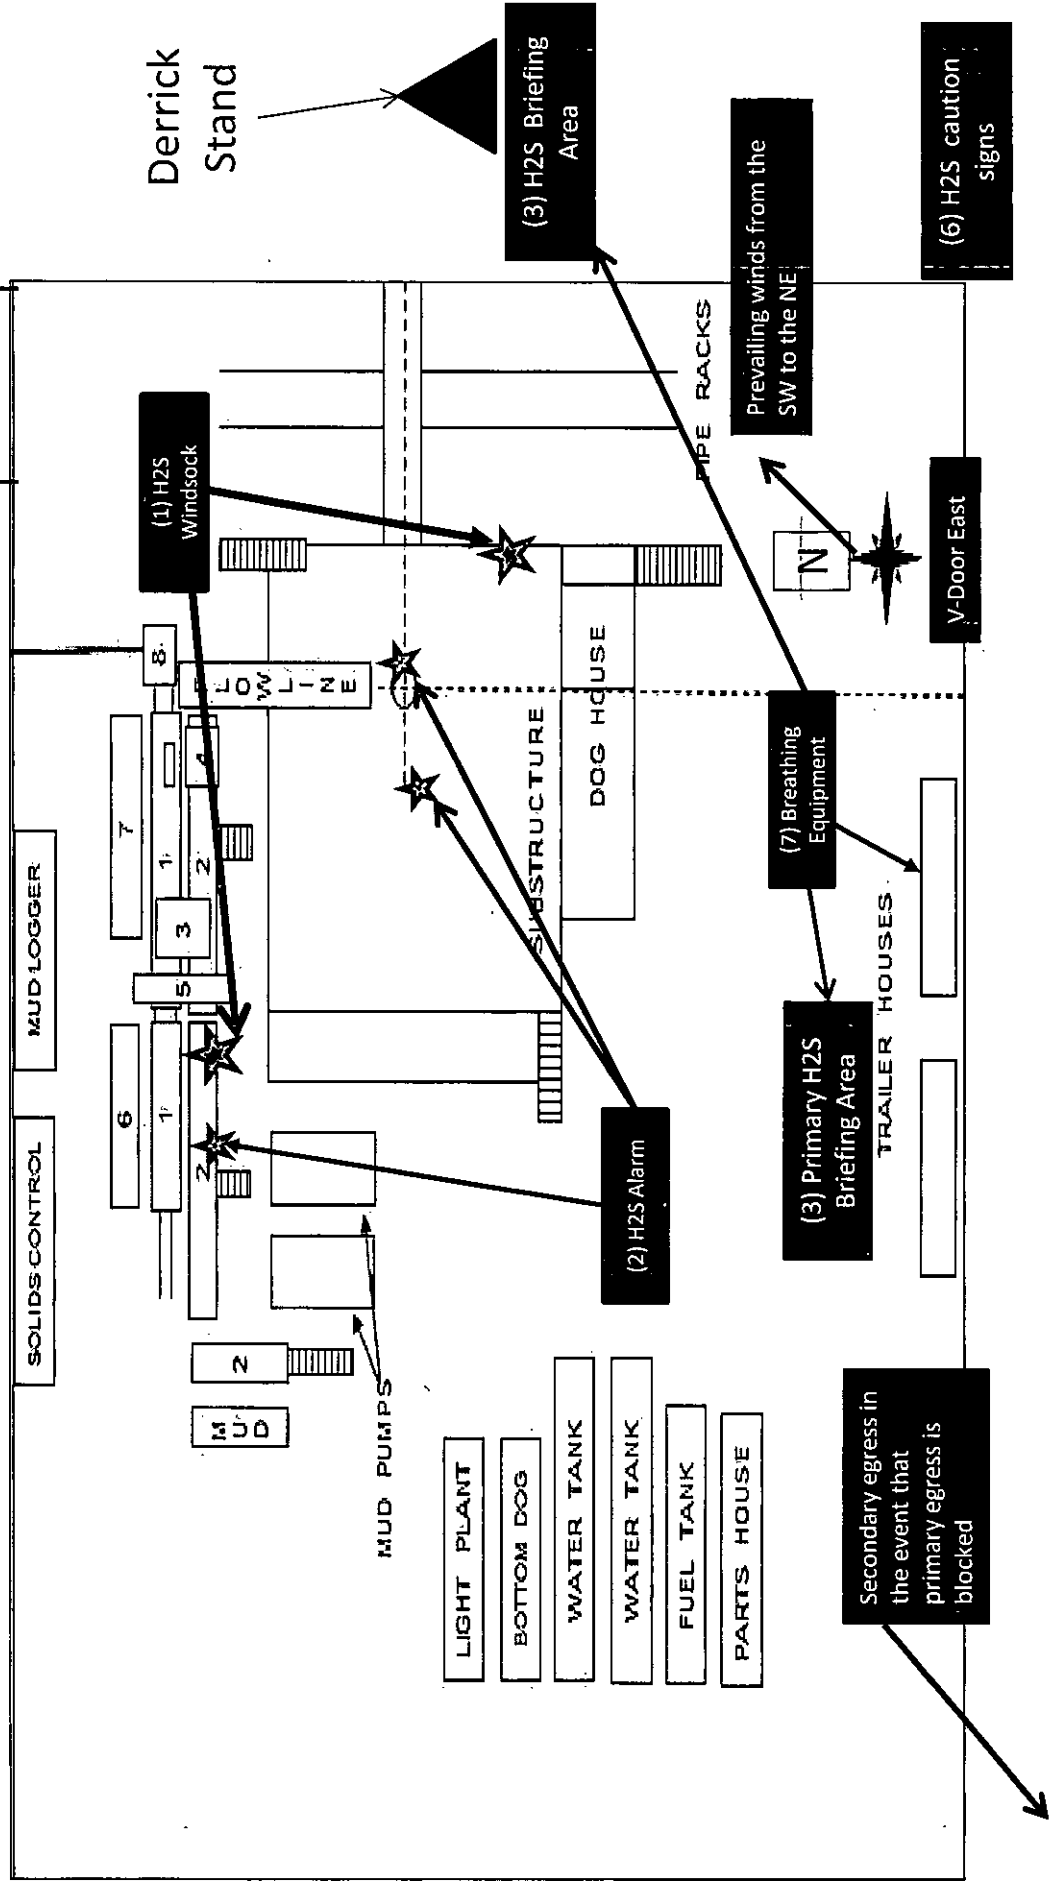 SOLIDS CONTROL
MUD LOGGER
6
7
1
5
3
1
8
(1) H2S
Windsock
Derrick
Stand
MUD
2
2
2
4
FLOW LINE
MUD PUMPS
LIGHT PLANT
BOTTOM DOG
WATER TANK
WATER TANK
FUEL TANK
PARTS HOUSE
(2) H2S Alarm
SUBSTRUCTURE
DOG HOUSE
(3) H2S Briefing
Area
PIPE RACKS
Prevailing winds from the
SW to the NE
(7) Breathing
Equipment
N
(3) Primary H2S
Briefing Area
TRAILER HOUSES
Secondary egress in
the event that
primary egress is
blocked
V-Door East
(6) H2S caution
signs